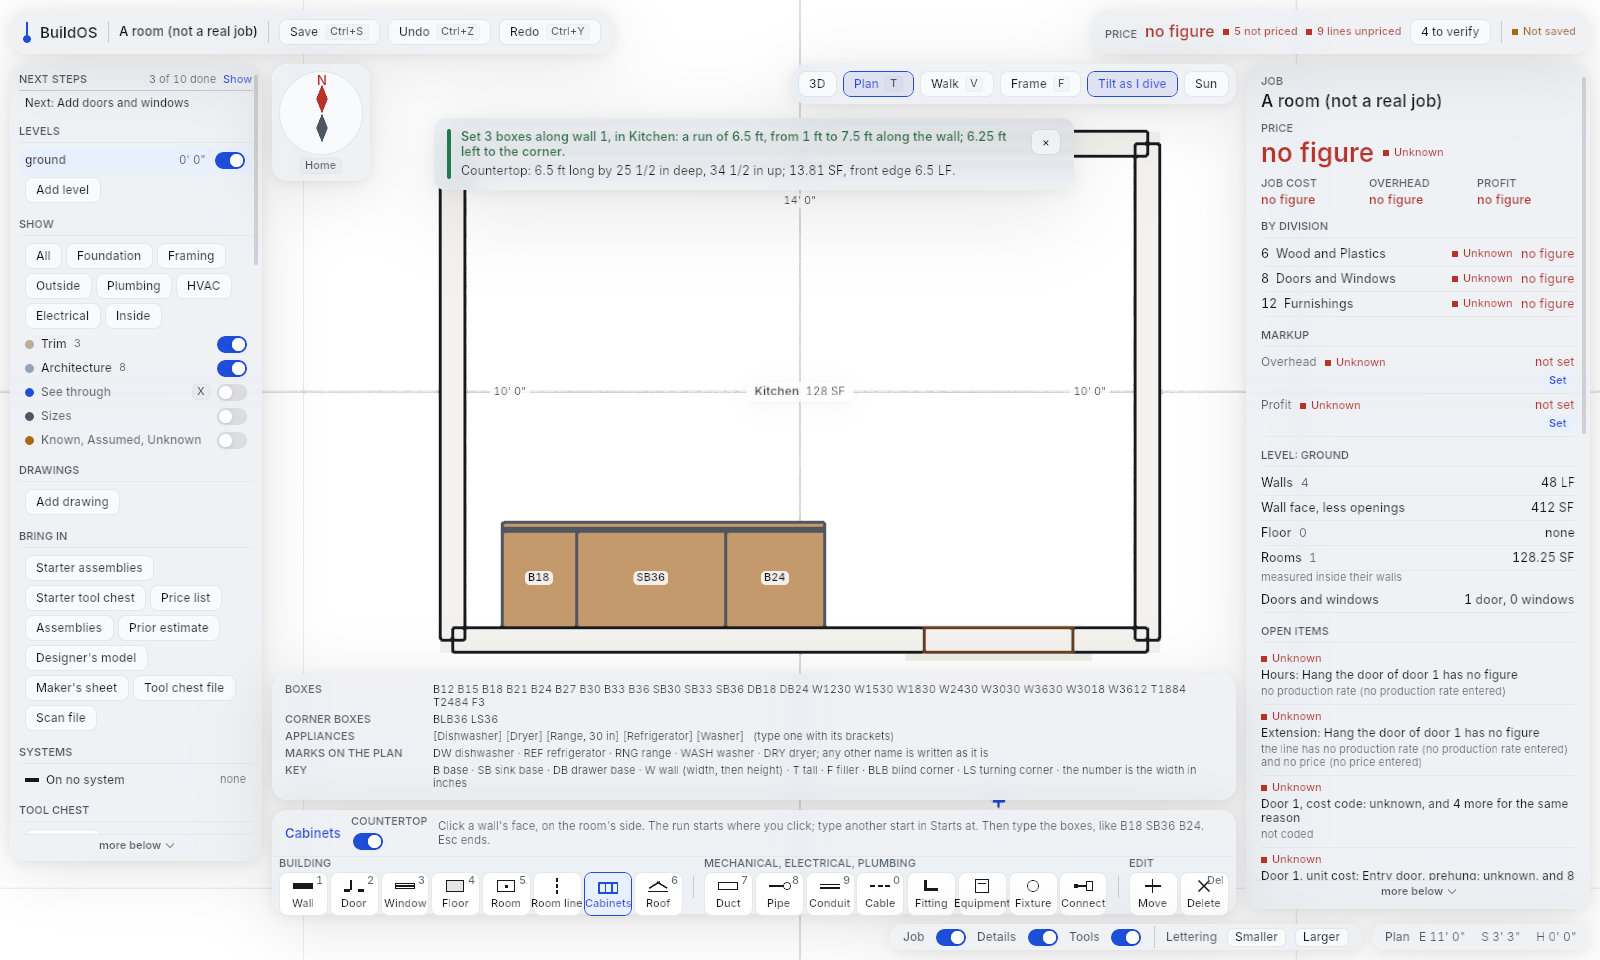 BuildOS
A room (not a real job)
Save Ctrl+S
Undo Ctrl+Z
Redo Ctrl+Y
PRICE no figure
5 not priced
9 lines unpriced
4 to verify
Not saved
NEXT STEPS 3 of 10 done Show
Next: Add doors and windows
LEVELS
ground 0' 0"
Add level
SHOW
All Foundation Framing
Outside Plumbing HVAC
Electrical Inside
Trim 3
Architecture 8
See through X
Sizes
Known, Assumed, Unknown
DRAWINGS
Add drawing
BRING IN
Starter assemblies
Starter tool chest Price list
Assemblies Prior estimate
Designer's model
Maker's sheet Tool chest file
Scan file
SYSTEMS
On no system none
TOOL CHEST
more below
N
Home
3D
Plan T
Walk V
Frame F
Tilt as I dive
Sun
Set 3 boxes along wall 1, in Kitchen: a run of 6.5 ft, from 1 ft to 7.5 ft along the wall; 6.25 ft
left to the corner.
Countertop: 6.5 ft long by 25 1/2 in deep, 34 1/2 in up; 13.81 SF, front edge 6.5 LF.
×
14' 0"
10' 0"
Kitchen 128 SF
10' 0"
B18
SB36
B24
BOXES B12 B15 B18 B21 B24 B27 B30 B33 B36 SB30 SB33 SB36 DB18 DB24 W1230 W1530 W1830 W2430 W3030 W3630 W3018 W3612 T1884
T2484 F3
CORNER BOXES BLB36 LS36
APPLIANCES [Dishwasher] [Dryer] [Range, 30 in] [Refrigerator] [Washer] (type one with its brackets)
MARKS ON THE PLAN DW dishwasher · REF refrigerator · RNG range · WASH washer · DRY dryer; any other name is written as it is
KEY B base · SB sink base · DB drawer base · W wall (width, then height) · T tall · F filler · BLB blind corner · LS turning corner · the number is the width in
inches
Cabinets
COUNTERTOP
Click a wall's face, on the room's side. The run starts where you click; type another start in Starts at. Then type the boxes, like B18 SB36 B24.
Esc ends.
BUILDING
1 Wall
2 Door
3 Window
4 Floor
5 Room
Room line
Cabinets
6 Roof
MECHANICAL, ELECTRICAL, PLUMBING
7 Duct
8 Pipe
9 Conduit
0 Cable
Fitting
Equipment
Fixture
Connect
EDIT
Move
Del Delete
Job
Details
Tools
Lettering Smaller Larger
Plan E 11' 0" S 3' 3" H 0' 0"
JOB
A room (not a real job)
PRICE
no figure Unknown
JOB COST OVERHEAD PROFIT
no figure no figure no figure
BY DIVISION
6 Wood and Plastics Unknown no figure
8 Doors and Windows Unknown no figure
12 Furnishings Unknown no figure
MARKUP
Overhead Unknown not set
Set
Profit Unknown not set
Set
LEVEL: GROUND
Walls 4 48 LF
Wall face, less openings 412 SF
Floor 0 none
Rooms 1 128.25 SF
measured inside their walls
Doors and windows 1 door, 0 windows
OPEN ITEMS
Unknown
Hours: Hang the door of door 1 has no figure
no production rate (no production rate entered)
Unknown
Extension: Hang the door of door 1 has no figure
the line has no production rate (no production rate entered)
and no price (no price entered)
Unknown
Door 1, cost code: unknown, and 4 more for the same
reason
not coded
Unknown
Door 1, unit cost: Entry door, prehung: unknown, and 8
more below